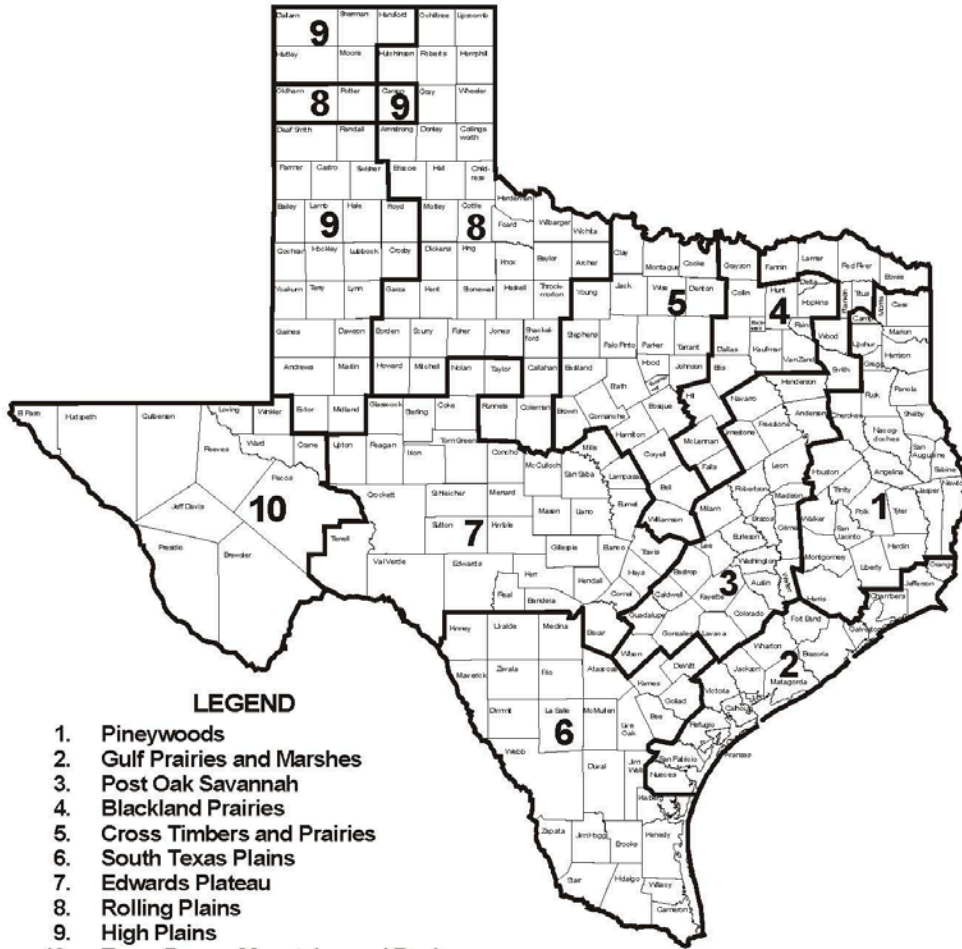 Dallam Sherman Hansford Ochiltree Lipscomb
9
Hartley Moore Hutchinson Roberts Hemphill
Oldham Potter Carson Gray Wheeler
8 9
Deaf Smith Randall Armstrong Donley Collings
worth
Parmer Castro Swisher Briscoe Hall Child-
ress
Bailey Lamb Hale Floyd Motley Cottle Hardeman
9 8
Foard Wilbarger Wichita
Cochran Hockley Lubbock Crosby Dickens King Knox Baylor Archer Clay Montague Cooke Grayson Fannin Lamar Red River Bowie
Yoakum Terry Lynn Garza Kent Stonewall Haskell Throck-
morton Young Jack Wise Denton Collin Hunt Delta Hopkins Titus Morris Cass
5 4
Camp Marion
Gaines Dawson Borden Scurry Fisher Jones Shackel-
ford Stephens Palo Pinto Parker Tarrant Dallas Kaufman Rains Wood Upshur Harrison
Van Zandt Smith Gregg
Andrews Martin Howard Mitchell Nolan Taylor Callahan Eastland Hood Johnson Ellis Henderson Rusk Panola
El Paso Hudspeth Culberson Loving Winkler Ector Midland Glasscock Sterling Coke Runnels Coleman Brown Comanche Erath Bosque Hill Navarro Anderson Cherokee Shelby
Nacog-
doches
Reeves Ward Crane Upton Reagan Irion Tom Green Concho McCulloch San Saba Mills Hamilton Coryell McLennan Limestone Freestone Leon Houston Angelina San
Augustine
Sabine
Lampasas Bell Falls Robertson Madison Trinity Polk Tyler Jasper Newton
Jeff Davis Pecos Crockett Schleicher Menard Mason Llano Burnet Williamson Milam Brazos Grimes Walker San
Jacinto
10 7 1
Presidio Brewster Terrell Sutton Kimble Gillespie Blanco Travis Lee Burleson Washington Montgomery Liberty Hardin Orange
Val Verde Edwards Kerr Kendall Hays Bastrop Fayette Austin Harris Chambers Jefferson
3
Real Bandera Comal Caldwell Colorado Galveston
Kinney Uvalde Medina Bexar Guadalupe Gonzales Lavaca Fort Bend
Wilson Wharton Brazoria
2
Maverick Zavala Frio Atascosa Karnes DeWitt Jackson Matagorda
Goliad Victoria Calhoun
Dimmit La Salle McMullen Live
Oak Bee Refugio
6
Aransas
Webb Duval Jim
Wells San Patricio
Nueces
Kleberg
Zapata Jim Hogg Brooks Kenedy
Starr Hidalgo Willacy
Cameron
LEGEND
1. Pineywoods
2. Gulf Prairies and Marshes
3. Post Oak Savannah
4. Blackland Prairies
5. Cross Timbers and Prairies
6. South Texas Plains
7. Edwards Plateau
8. Rolling Plains
9. High Plains